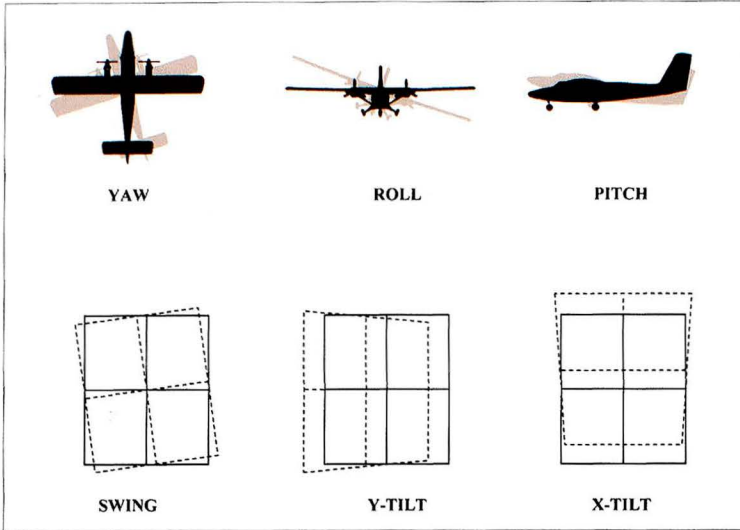 YAW
ROLL
PITCH
SWING
Y-TILT
X-TILT